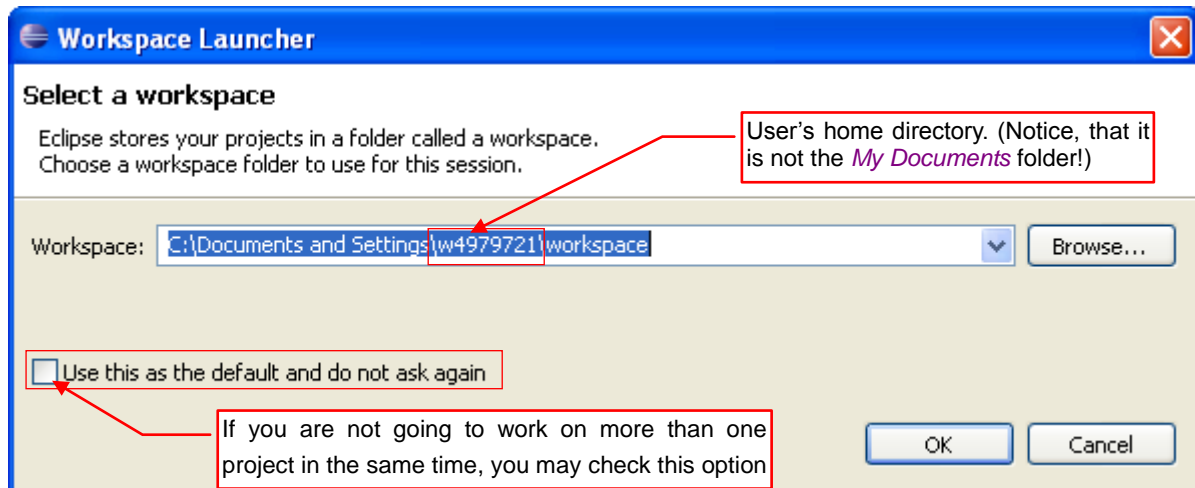 Workspace Launcher
Select a workspace
Eclipse stores your projects in a folder called a workspace.
Choose a workspace folder to use for this session.
User's home directory. (Notice, that it
is not the My Documents folder!)
Workspace: C:\Documents and Settings\w4979721\workspace Browse...
Use this as the default and do not ask again
If you are not going to work on more than one
project in the same time, you may check this option
OK Cancel